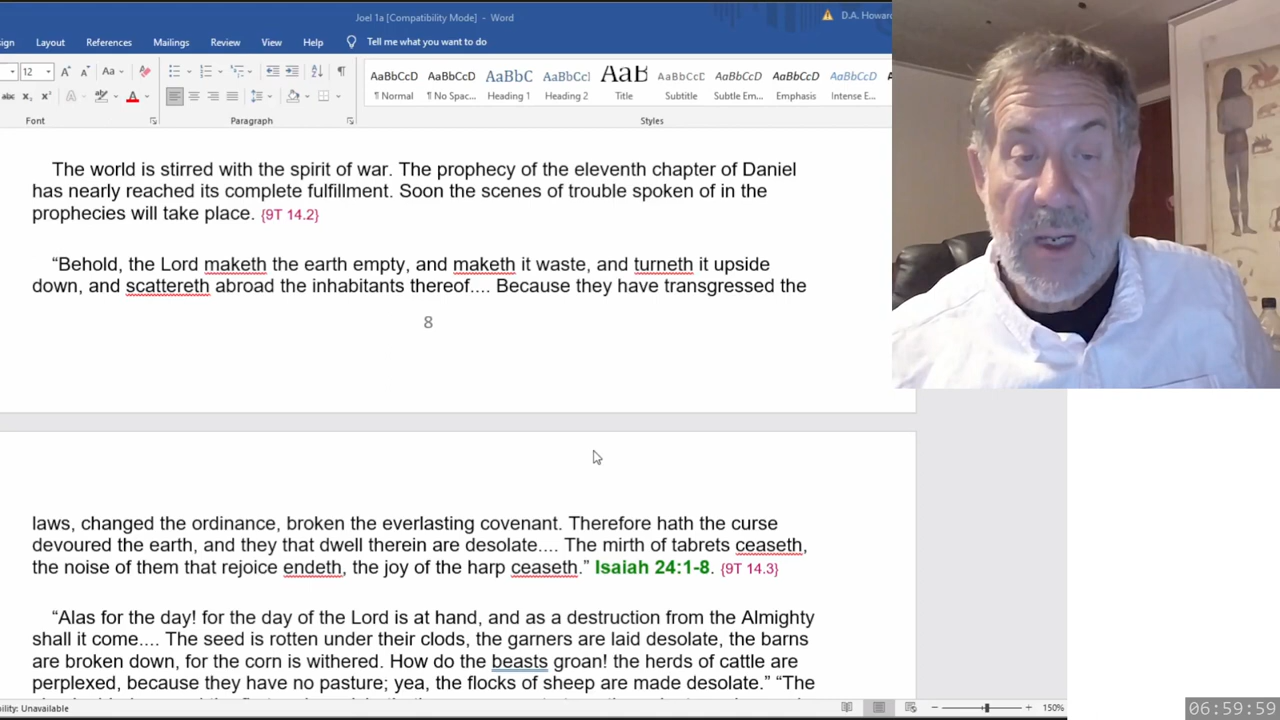 Joel 1a [Compatibility Mode] - Word
D.A. Howard
Layout References Mailings Review View Help Tell me what you want to do
12 Aa
AaBbCcD AaBbCcD AaBbC AaBbCcl AaB AaBbCcD AaBbCcD AaBbCcD AaBbCcD
¶ Normal ¶ No Spac... Heading 1 Heading 2 Title Subtitle Subtle Em... Emphasis Intense E...
Font Paragraph Styles
The world is stirred with the spirit of war. The prophecy of the eleventh chapter of Daniel
has nearly reached its complete fulfillment. Soon the scenes of trouble spoken of in the
prophecies will take place. {9T 14.2}
“Behold, the Lord maketh the earth empty, and maketh it waste, and turneth it upside
down, and scattereth abroad the inhabitants thereof.... Because they have transgressed the
8
laws, changed the ordinance, broken the everlasting covenant. Therefore hath the curse
devoured the earth, and they that dwell therein are desolate.... The mirth of tabrets ceaseth,
the noise of them that rejoice endeth, the joy of the harp ceaseth.” Isaiah 24:1-8. {9T 14.3}
“Alas for the day! for the day of the Lord is at hand, and as a destruction from the Almighty
shall it come.... The seed is rotten under their clods, the garners are laid desolate, the barns
are broken down, for the corn is withered. How do the beasts groan! the herds of cattle are
perplexed, because they have no pasture; yea, the flocks of sheep are made desolate.” “The
Unavailable
150%
06:59:59